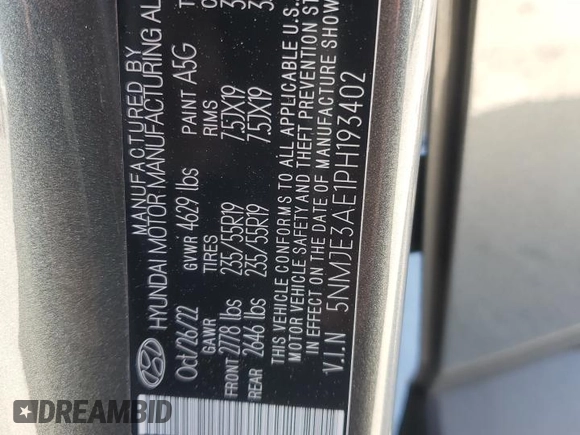 MANUFACTURED BY
HYUNDAI MOTOR MANUFACTURING AL
Oct/26/22 GVWR 4629 lbs PAINT A5G
GAWR TIRES RIMS
FRONT 2778 lbs 235/55R19 7.5JX19
REAR 2646 lbs 235/55R19 7.5JX19
THIS VEHICLE CONFORMS TO ALL APPLICABLE U.S.
MOTOR VEHICLE SAFETY AND THEFT PREVENTION ST
IN EFFECT ON THE DATE OF MANUFACTURE SHOW
V.I.N 5NMJE3AE1PH193402
DREAMBID